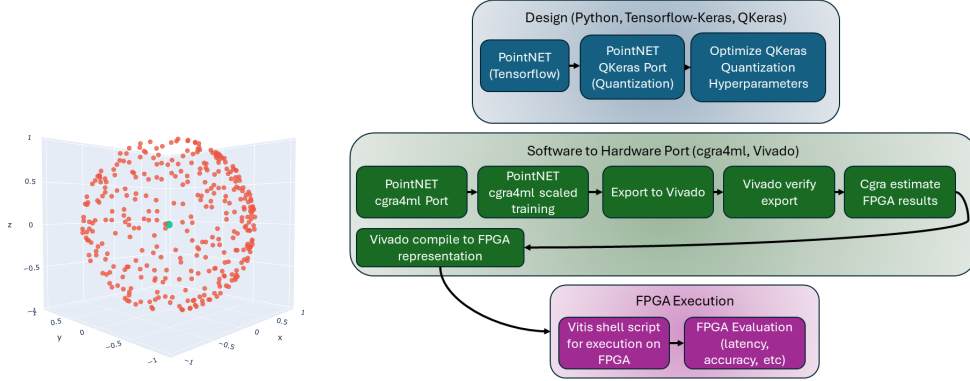 1
0.5
z
0
−0.5
−1
1
0.5
y
0
−0.5
−1
−1
−0.5
0
x
0.5
1
Design (Python, Tensorflow-Keras, QKeras)
PointNET
(Tensorflow)
PointNET
QKeras Port
(Quantization)
Optimize QKeras
Quantization
Hyperparameters
Software to Hardware Port (cgra4ml, Vivado)
PointNET
cgra4ml Port
PointNET
cgra4ml scaled
training
Export to Vivado
Vivado verify
export
Cgra estimate
FPGA results
Vivado compile to FPGA
representation
FPGA Execution
Vitis shell script
for execution on
FPGA
FPGA Evaluation
(latency,
accuracy, etc)